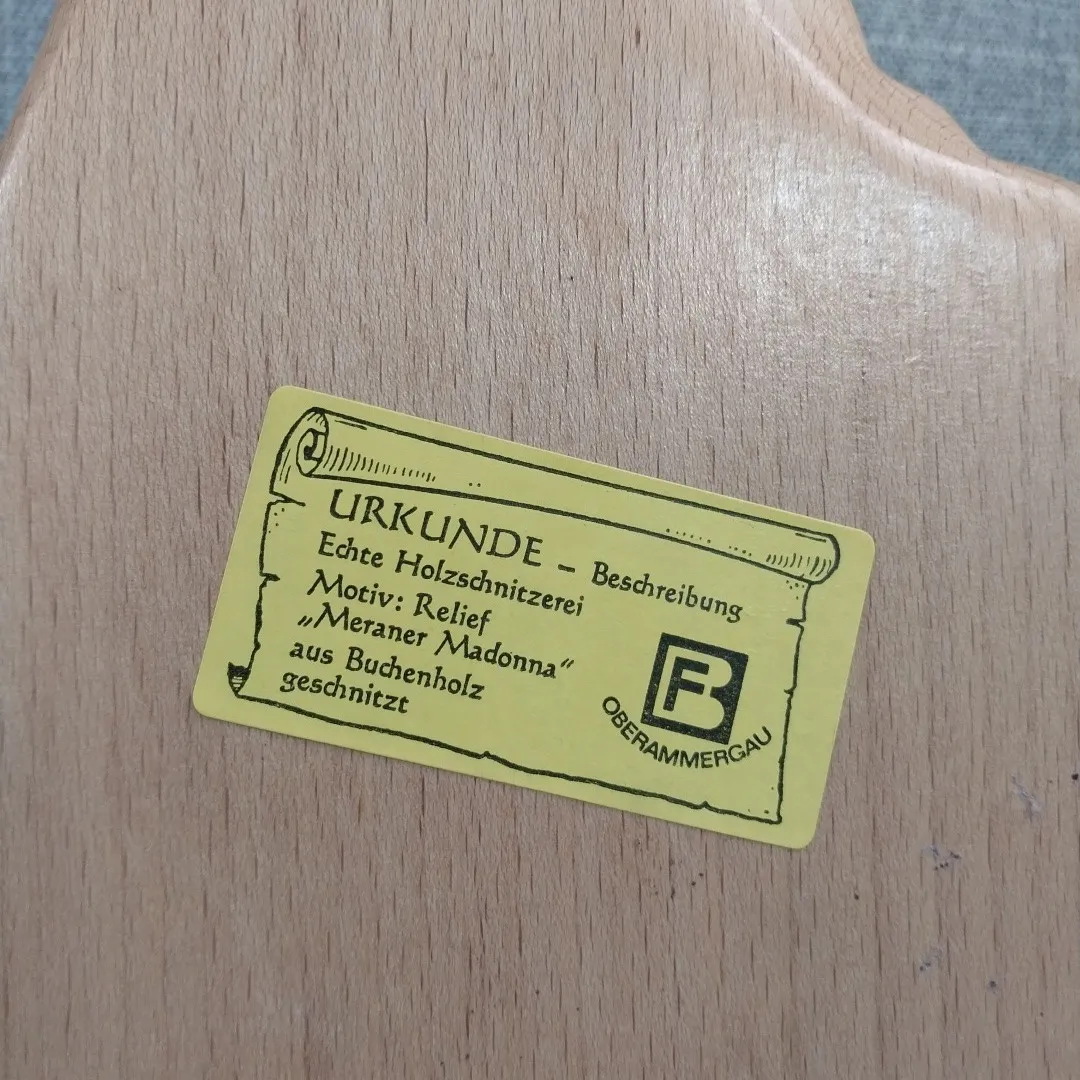 URKUNDE – Beschreibung
Echte Holzschnitzerei
Motiv: Relief
„Meraner Madonna“
aus Buchenholz
geschnitzt
FB
OBERAMMERGAU